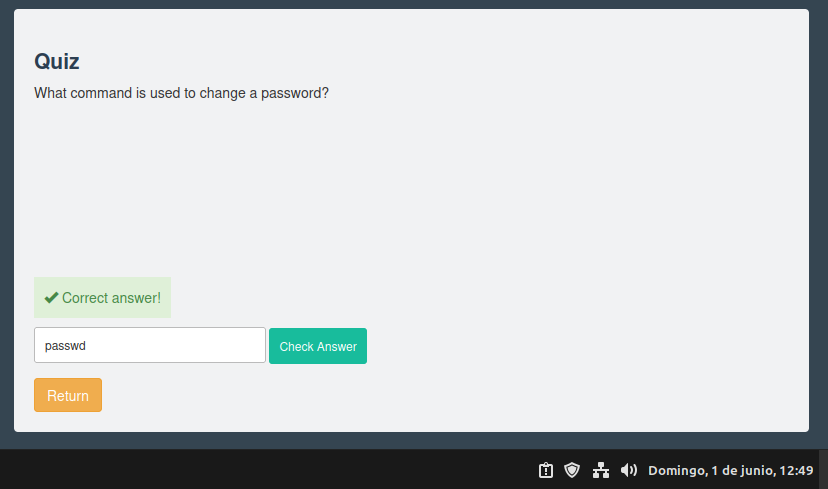 Quiz
What command is used to change a password?
Correct answer!
passwd
Check Answer
Return
Domingo, 1 de junio, 12:49